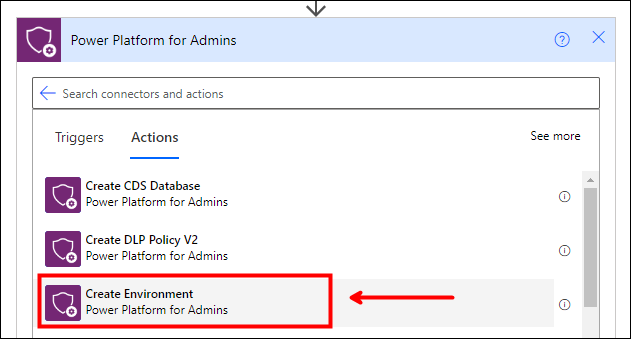 Power Platform for Admins
Search connectors and actions
Triggers Actions See more
Create CDS Database
Power Platform for Admins
Create DLP Policy V2
Power Platform for Admins
Create Environment
Power Platform for Admins